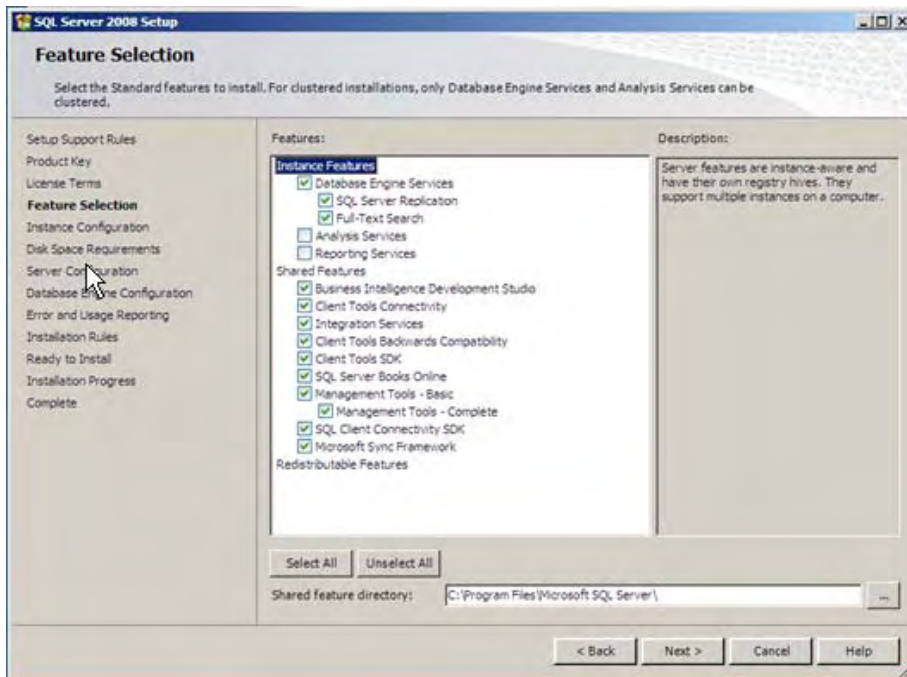 SQL Server 2008 Setup
Feature Selection
Select the Standard features to install. For clustered installations, only Database Engine Services and Analysis Services can be
clustered.
Setup Support Rules
Product Key
License Terms
Feature Selection
Instance Configuration
Disk Space Requirements
Server Configuration
Database Engine Configuration
Error and Usage Reporting
Installation Rules
Ready to Install
Installation Progress
Complete
Features:
Instance Features
Database Engine Services
SQL Server Replication
Full-Text Search
Analysis Services
Reporting Services
Shared Features
Business Intelligence Development Studio
Client Tools Connectivity
Integration Services
Client Tools Backwards Compatibility
Client Tools SDK
SQL Server Books Online
Management Tools - Basic
Management Tools - Complete
SQL Client Connectivity SDK
Microsoft Sync Framework
Redistributable Features
Description:
Server features are instance-aware and
have their own registry hives. They
support multiple instances on a computer.
Select All
Unselect All
Shared feature directory:
C:\Program Files\Microsoft SQL Server\
...
< Back
Next >
Cancel
Help